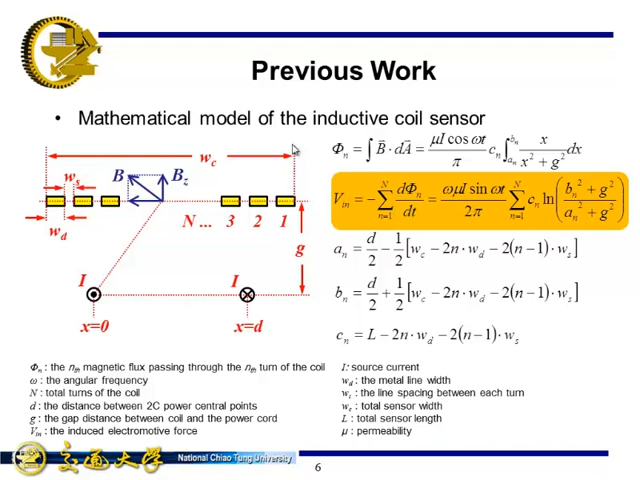 Previous Work
• Mathematical model of the inductive coil sensor
w_c
w_s
B
B_z
N ... 3 2 1
w_d
g
I
I
x=0
x=d
Φ_n = ∫ B⃗ · dA⃗ = (μI cos ωt / π) c_n ∫_{a_n}^{b_n} x / (x² + g²) dx
V_in = −∑_{n=1}^{N} dΦ_n / dt = (ωμI sin ωt / 2π) ∑_{n=1}^{N} c_n ln((b_n² + g²) / (a_n² + g²))
a_n = d/2 − 1/2 [w_c − 2n · w_d − 2(n − 1) · w_s]
b_n = d/2 + 1/2 [w_c − 2n · w_d − 2(n − 1) · w_s]
c_n = L − 2n · w_d − 2(n − 1) · w_s
Φ_n : the n_th magnetic flux passing through the n_th turn of the coil
ω : the angular frequency
N : total turns of the coil
d : the distance between 2C power central points
g : the gap distance between coil and the power cord
V_in : the induced electromotive force
I: source current
w_d : the metal line width
w_s : the line spacing between each turn
w_c : total sensor width
L : total sensor length
μ : permeability
交通大學 National Chiao Tung University
6